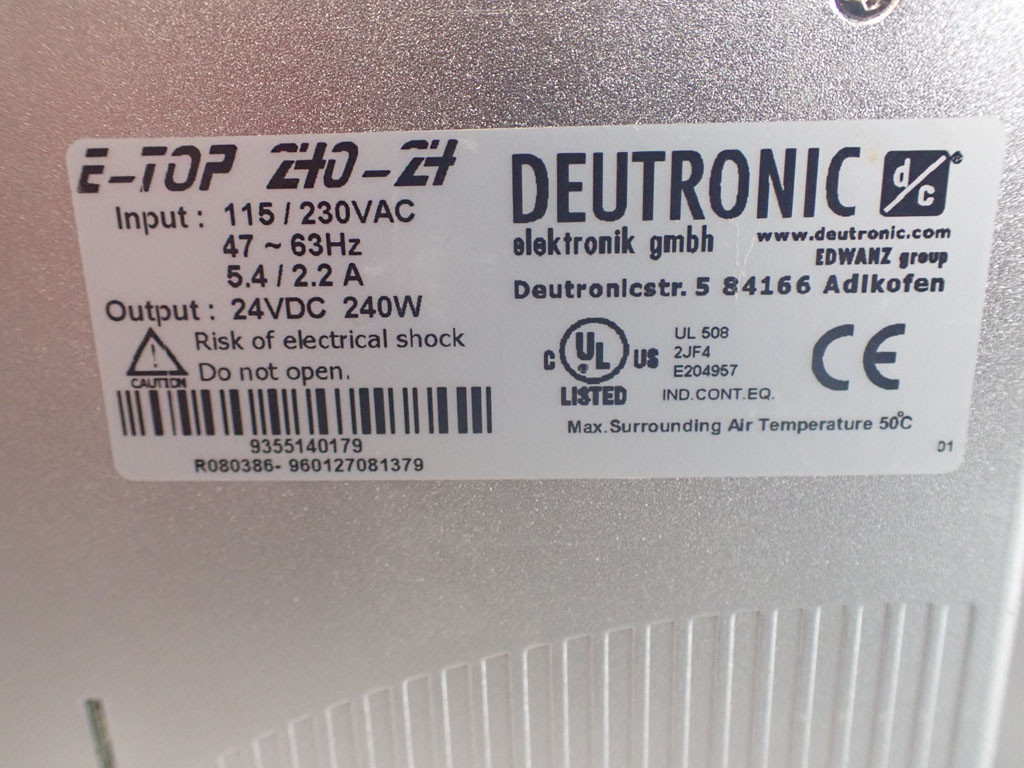 E-TOP 240-24
Input : 115 / 230VAC
47 ~ 63Hz
5.4 / 2.2 A
Output : 24VDC 240W
CAUTION
Risk of electrical shock
Do not open.
9355140179
R080386- 960127081379
DEUTRONIC d/c®
elektronik gmbh www.deutronic.com
EDWANZ group
Deutronicstr. 5 84166 Adlkofen
C UL US
LISTED
UL 508
2JF4
E204957
IND.CONT.EQ.
CE
Max. Surrounding Air Temperature 50°C
01